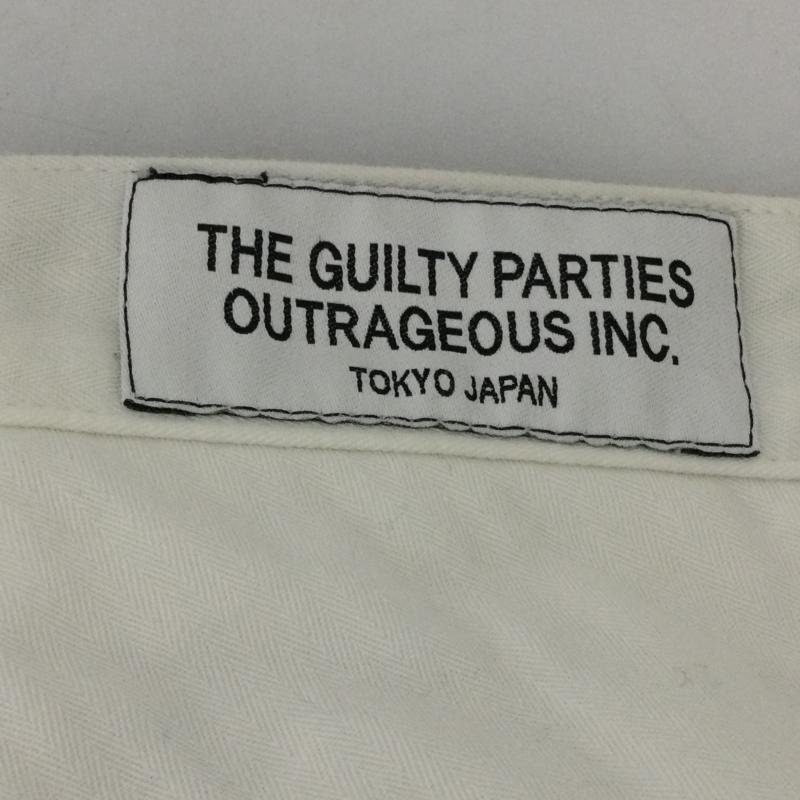 THE GUILTY PARTIES
OUTRAGEOUS INC.
TOKYO JAPAN